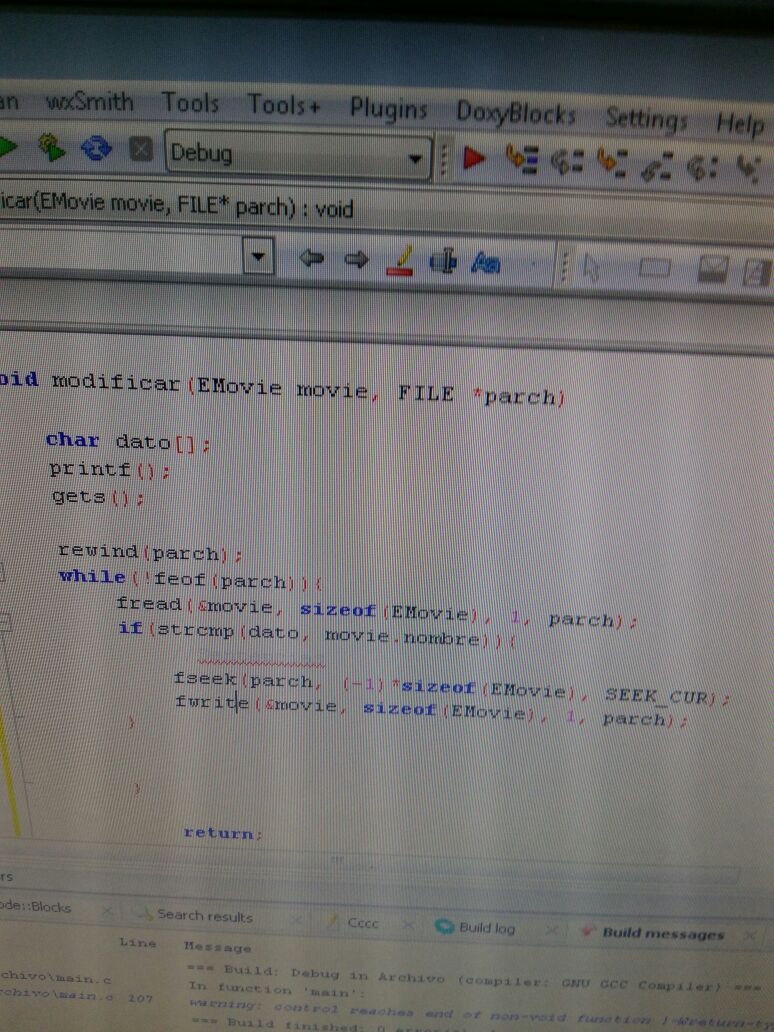 an wxSmith Tools Tools+ Plugins DoxyBlocks Settings Help
Debug
icar(EMovie movie, FILE* parch) : void
oid modificar(EMovie movie, FILE *parch)
char dato[];
printf();
gets();
rewind(parch);
while(!feof(parch)){
fread(&movie, sizeof(EMovie), 1, parch);
if(strcmp(dato, movie.nombre)){
fseek(parch, (-1)*sizeof(EMovie), SEEK_CUR);
fwrite(&movie, sizeof(EMovie), 1, parch);
}
}
return;
rs
ode::Blocks Search results Cccc Build log Build messages
Line Message
=== Build: Debug in Archivo (compiler: GNU GCC Compiler) ===
chivo\main.c In function 'main':
rchivo\main.c 107 warning: control reaches end of non-void function
=== Build finished: 0